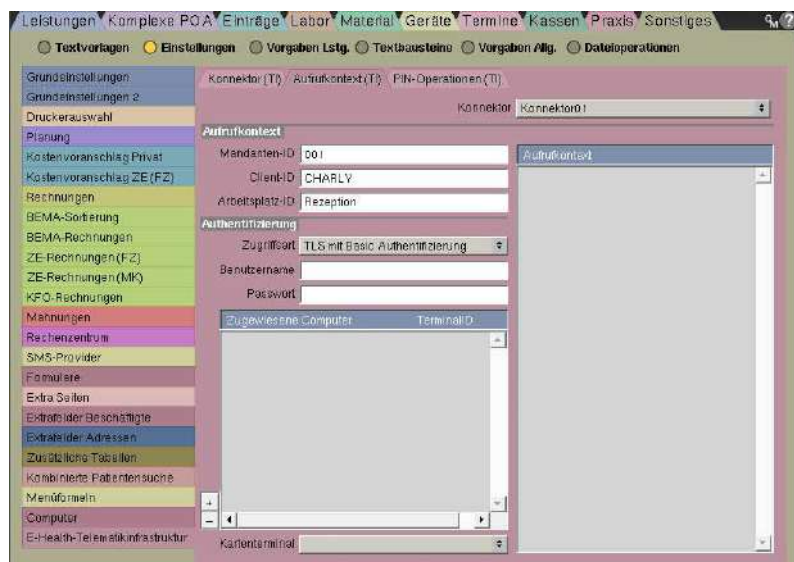 Leistungen Komplexe POA Einträge Labor Material Geräte Termine Kassen Praxis Sonstiges
Textvorlagen Einstellungen Vorgaben Lstg. Textbausteine Vorgaben Allg. Dateioperationen
Grundeinstellungen
Grundeinstellungen 2
Druckerauswahl
Planung
Kostenvoranschlag Privat
Kostenvoranschlag ZE (FZ)
Rechnungen
BEMA-Sortierung
BEMA-Rechnungen
ZE-Rechnungen (FZ)
ZE-Rechnungen (MK)
KFO-Rechnungen
Mahnungen
Rechenzentrum
SMS-Provider
Formulare
Extra Seiten
Extrafelder Beschäftigte
Extrafelder Adressen
Zusätzliche Tabellen
Kombinierte Patientensuche
Menüformeln
Computer
E-Health-Telematikinfrastruktur
Konnektor (TI) Aufrufkontext (TI) PIN-Operationen (TI)
Konnektor Konnektor01
Aufrufkontext
Mandanten-ID 001
Client-ID CHARLY
Arbeitsplatz-ID Rezeption
Authentifizierung
Zugriffsart TLS mit Basic Authentifizierung
Benutzername
Passwort
Zugewiesene Computer TerminalID
+
-
Kartenterminal
Aufrufkontext